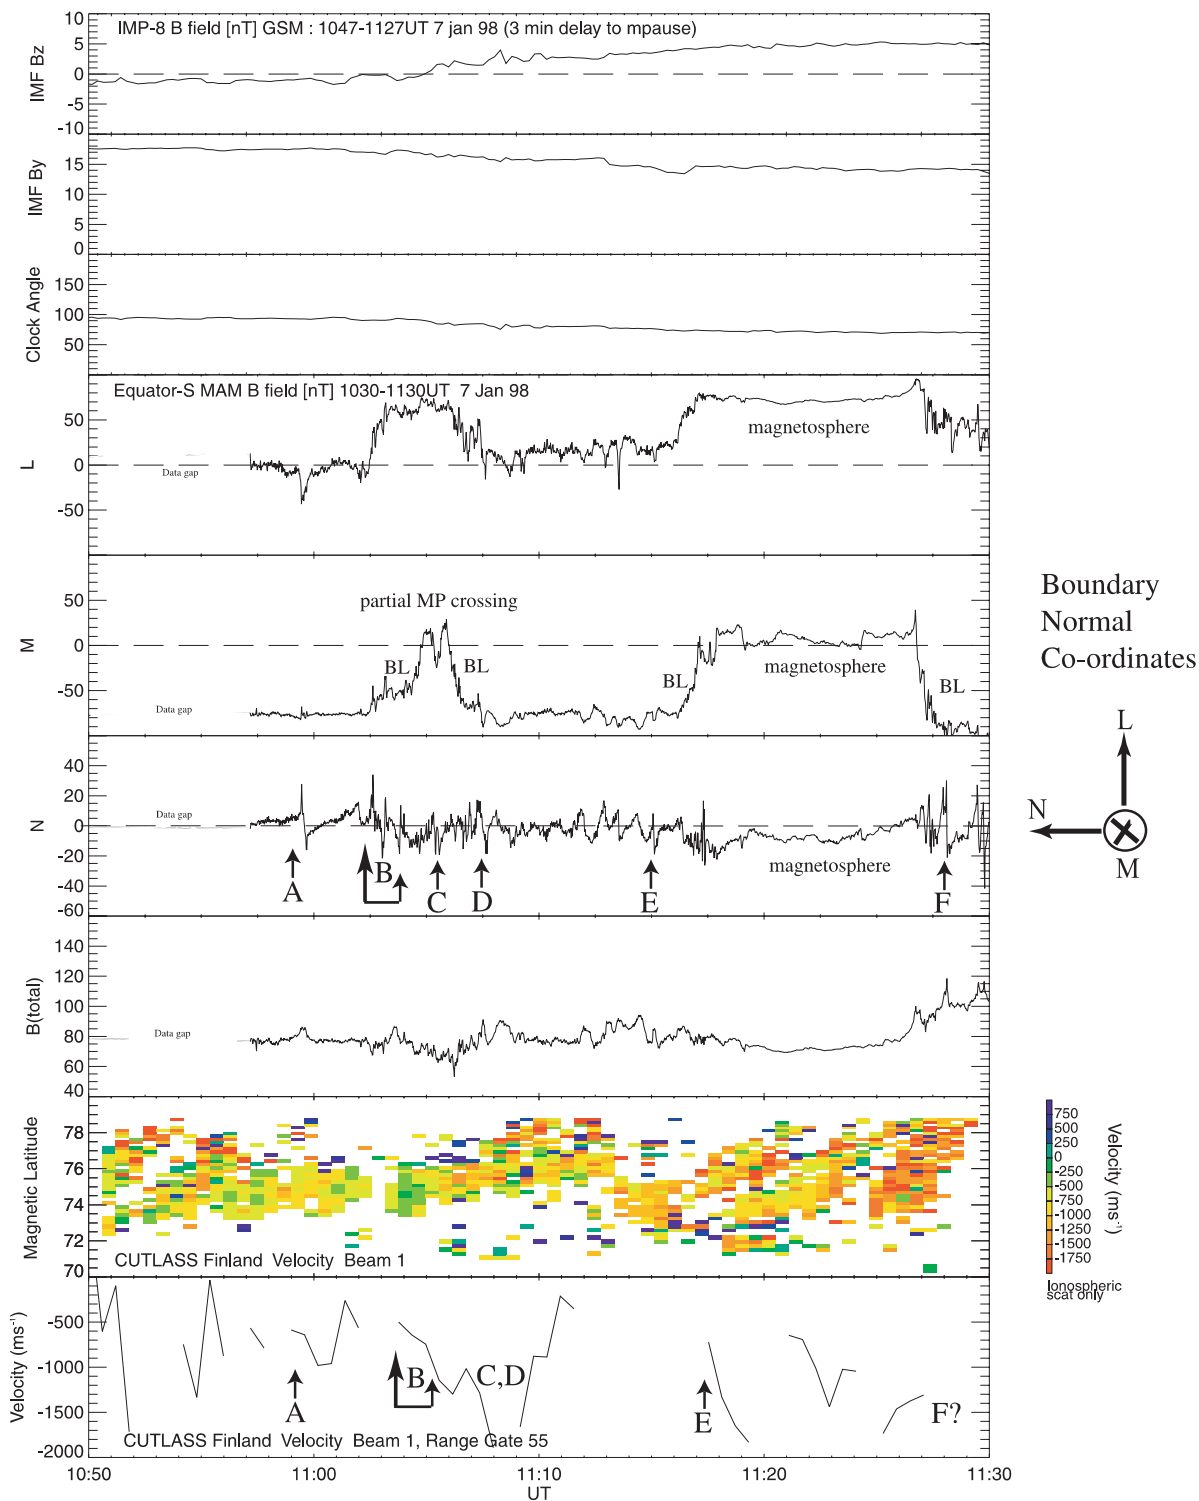 IMP-8 B field [nT] GSM : 1047-1127UT 7 jan 98 (3 min delay to mpause)
IMF Bz
5
0
-5
-10
IMF By
15
10
5
0
Clock Angle
150
100
50
Equator-S MAM B field [nT] 1030-1130UT 7 Jan 98
L
50
0
-50
Data gap
magnetosphere
M
50
0
-50
partial MP crossing
BL
BL
BL
magnetosphere
BL
Data gap
Boundary
Normal
Co-ordinates
L
N
M
N
40
20
0
-20
-40
-60
Data gap
magnetosphere
A
B
C
D
E
F
B(total)
140
120
100
80
60
40
Data gap
Magnetic Latitude
78
76
74
72
70
CUTLASS Finland Velocity Beam 1
750
500
250
0
-250
-500
-750
-1000
-1250
-1500
-1750
Velocity (ms⁻¹)
Ionospheric
scat only
Velocity (ms⁻¹)
-500
-1000
-1500
-2000
A
B
C,D
E
F?
CUTLASS Finland Velocity Beam 1, Range Gate 55
10:50 11:00 11:10 11:20 11:30
UT